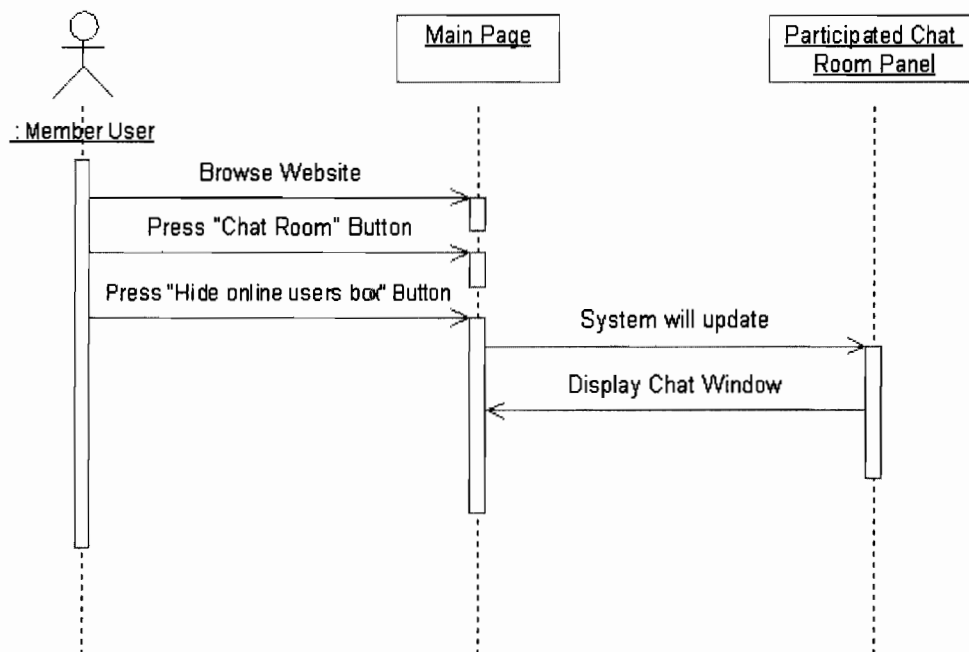 Main Page
Participated Chat
Room Panel
: Member User
Browse Website
Press "Chat Room" Button
Press "Hide online users box" Button
System will update
Display Chat Window